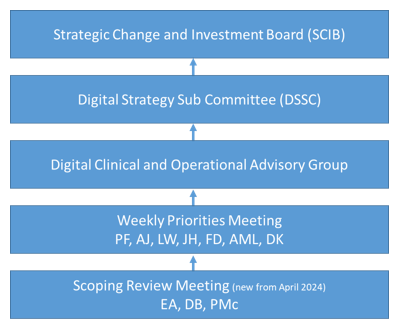 Strategic Change and Investment Board (SCIB)
Digital Strategy Sub Committee (DSSC)
Digital Clinical and Operational Advisory Group
Weekly Priorities Meeting
PF, AJ, LW, JH, FD, AML, DK
Scoping Review Meeting (new from April 2024)
EA, DB, PMc